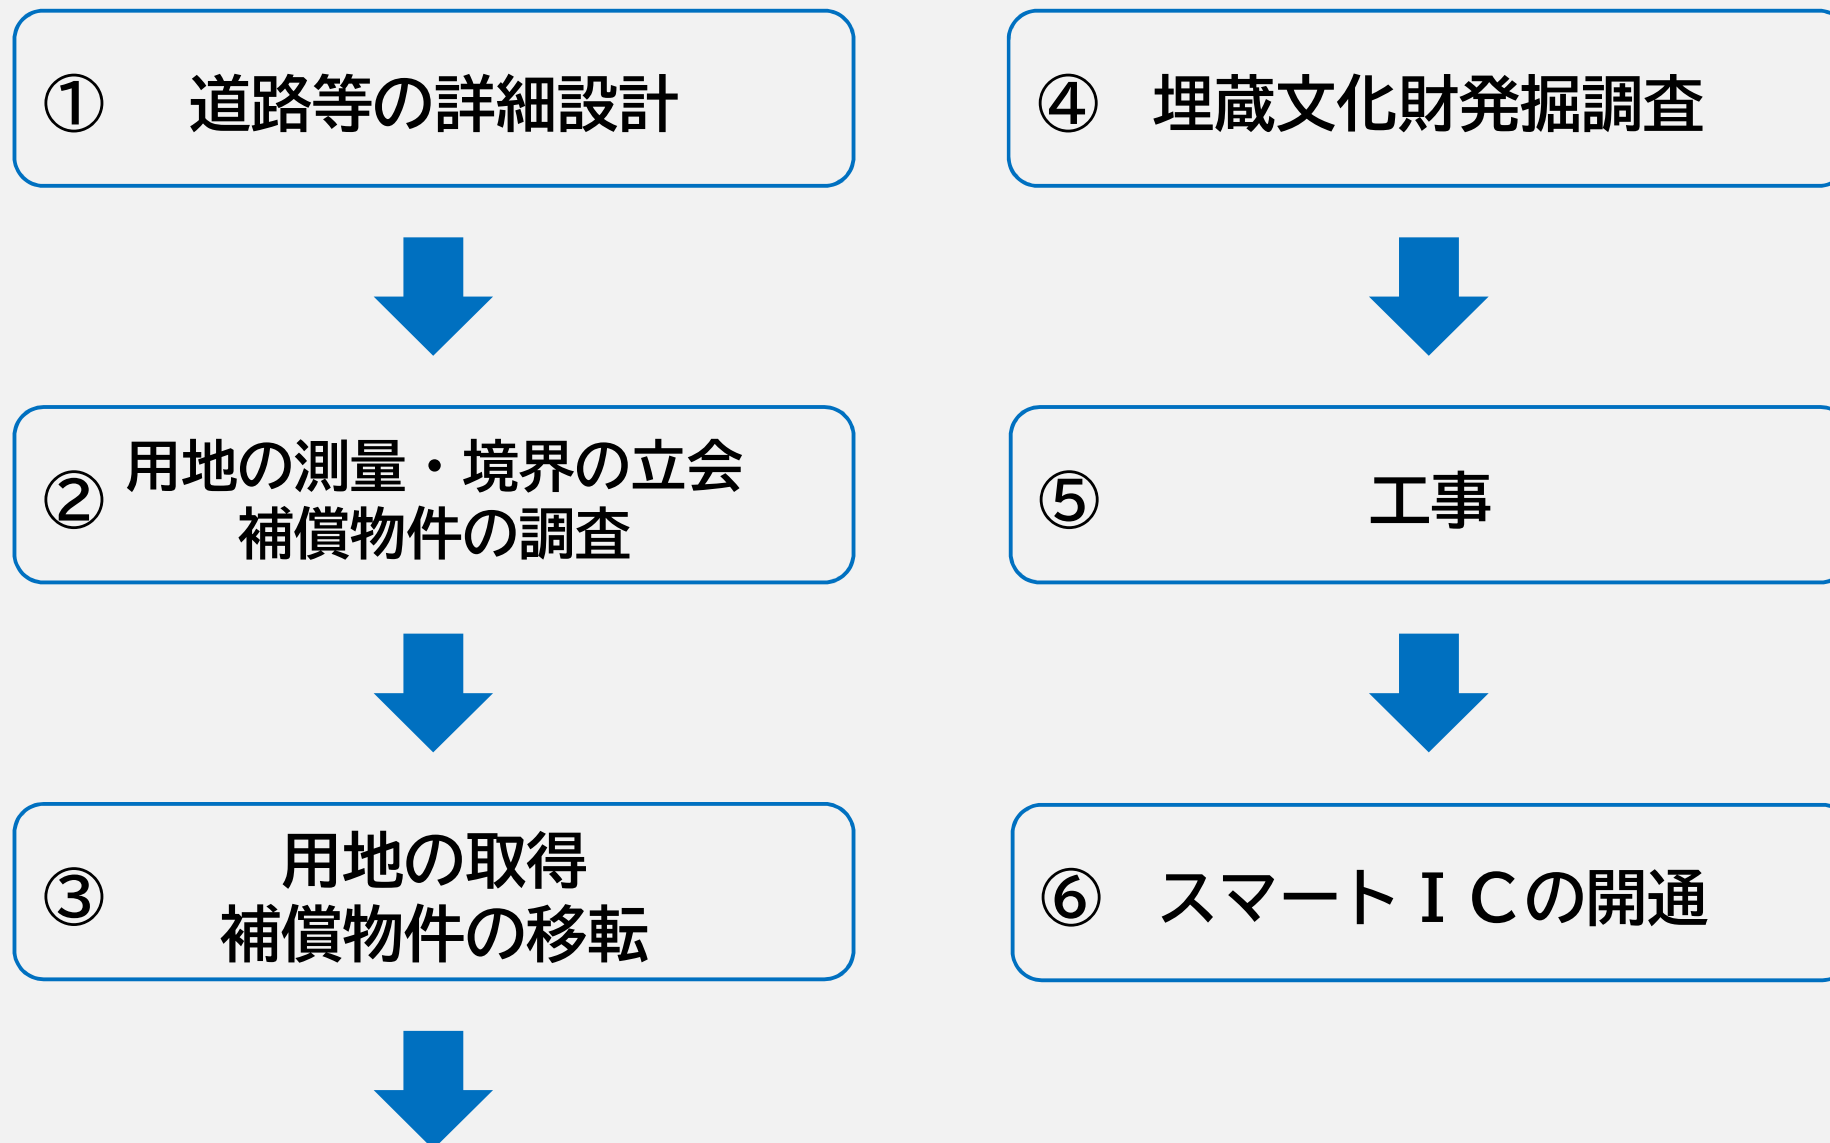 ① 道路等の詳細設計
② 用地の測量・境界の立会
補償物件の調査
③ 用地の取得
補償物件の移転
④ 埋蔵文化財発掘調査
⑤ 工事
⑥ スマートＩＣの開通